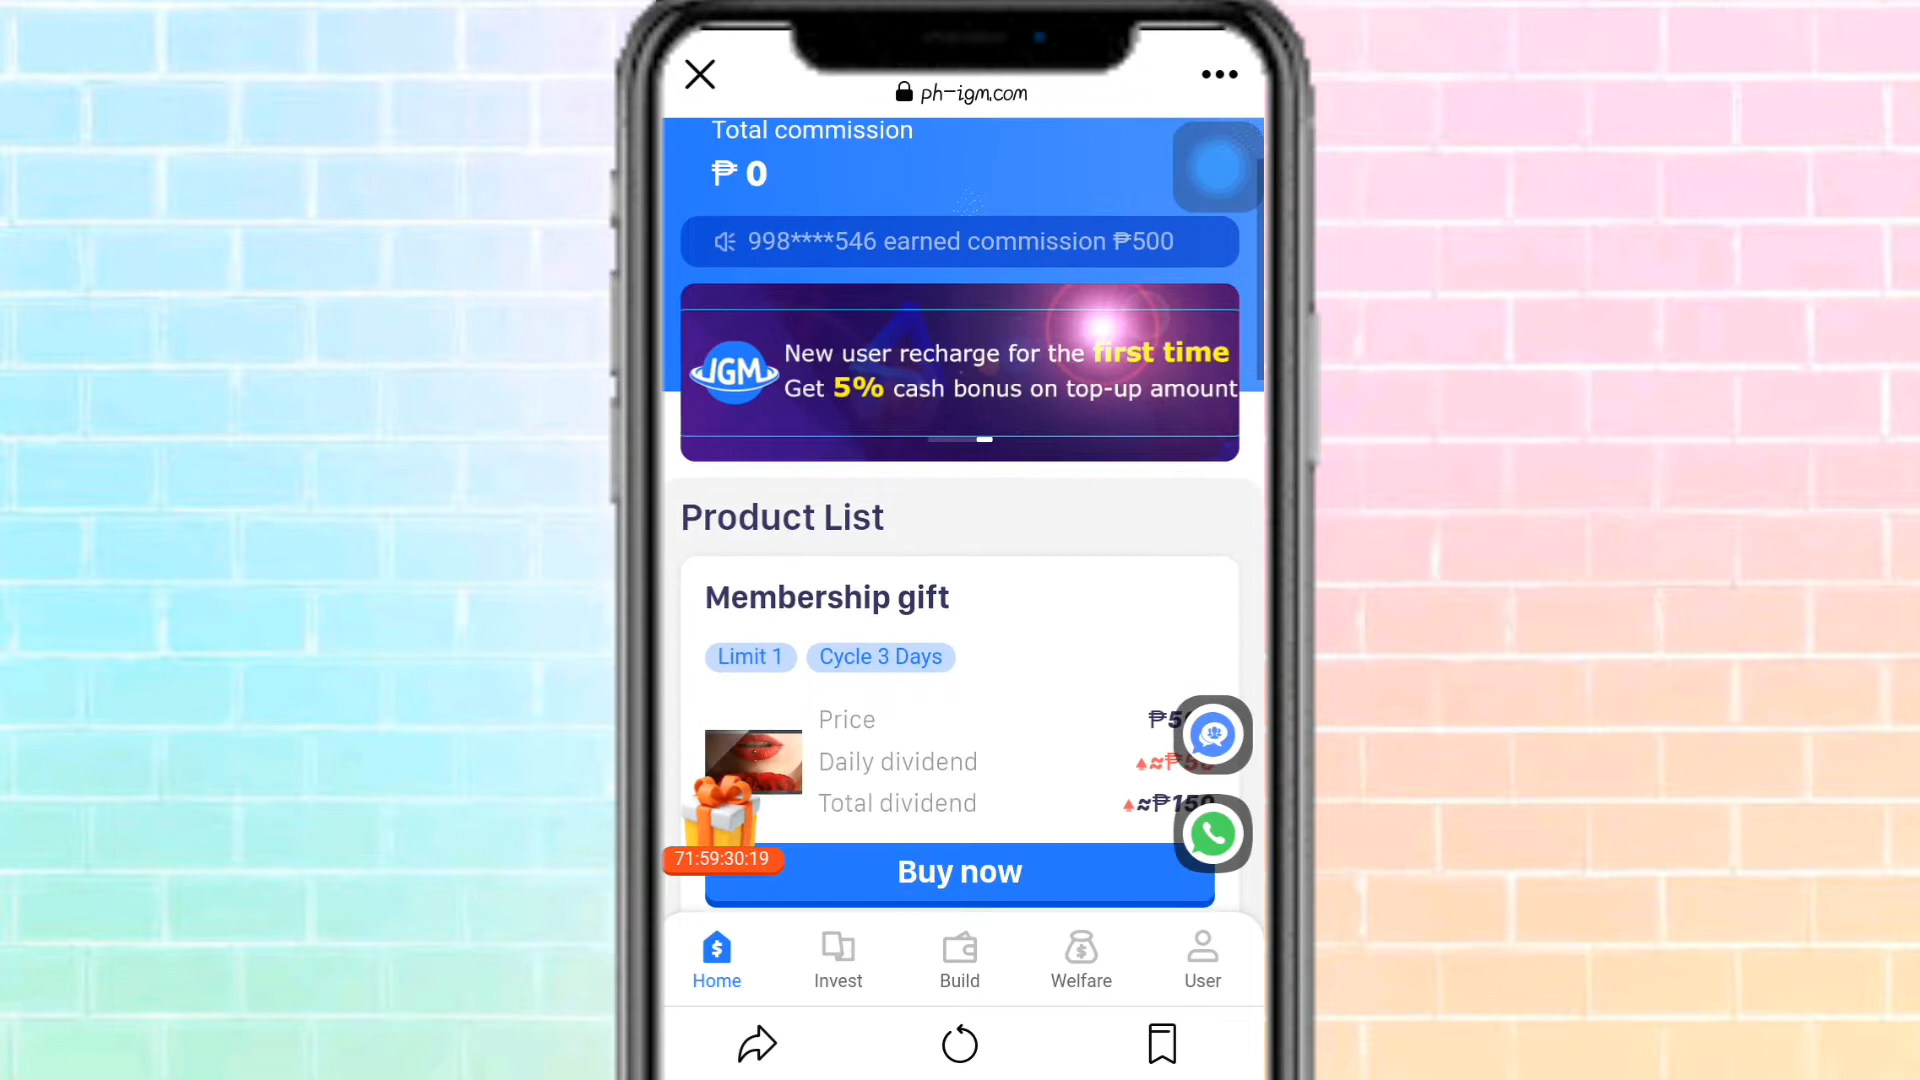 ph-igm.com
Total commission
₱ 0
998****546 earned commission ₱500
IGM
New user recharge for the first time
Get 5% cash bonus on top-up amount
Product List
Membership gift
Limit 1
Cycle 3 Days
Price
Daily dividend
Total dividend
≈₱150
71:59:30:19
Buy now
Home
Invest
Build
Welfare
User